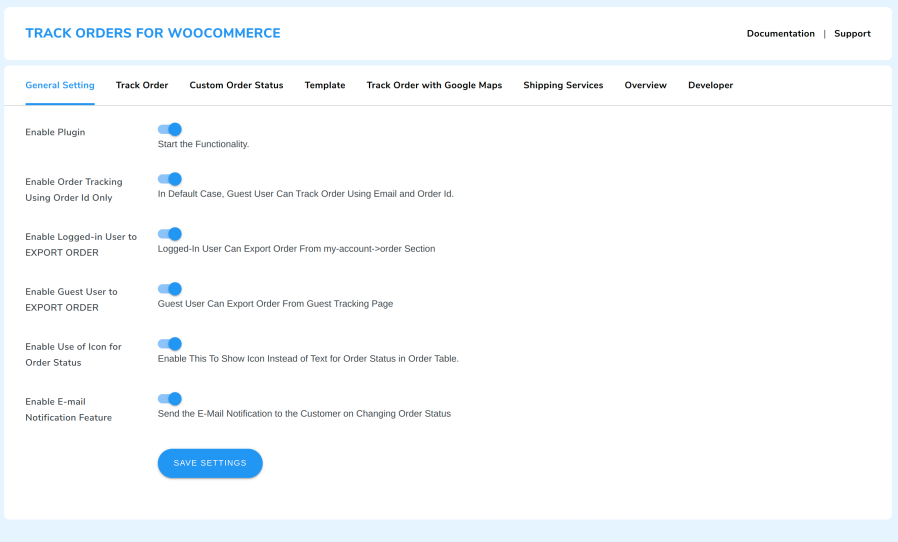 TRACK ORDERS FOR WOOCOMMERCE
Documentation | Support
General Setting Track Order Custom Order Status Template Track Order with Google Maps Shipping Services Overview Developer
Enable Plugin
Start the Functionality.
Enable Order Tracking
Using Order Id Only
In Default Case, Guest User Can Track Order Using Email and Order Id.
Enable Logged-in User to
EXPORT ORDER
Logged-In User Can Export Order From my-account->order Section
Enable Guest User to
EXPORT ORDER
Guest User Can Export Order From Guest Tracking Page
Enable Use of Icon for
Order Status
Enable This To Show Icon Instead of Text for Order Status in Order Table.
Enable E-mail
Notification Feature
Send the E-Mail Notification to the Customer on Changing Order Status
SAVE SETTINGS